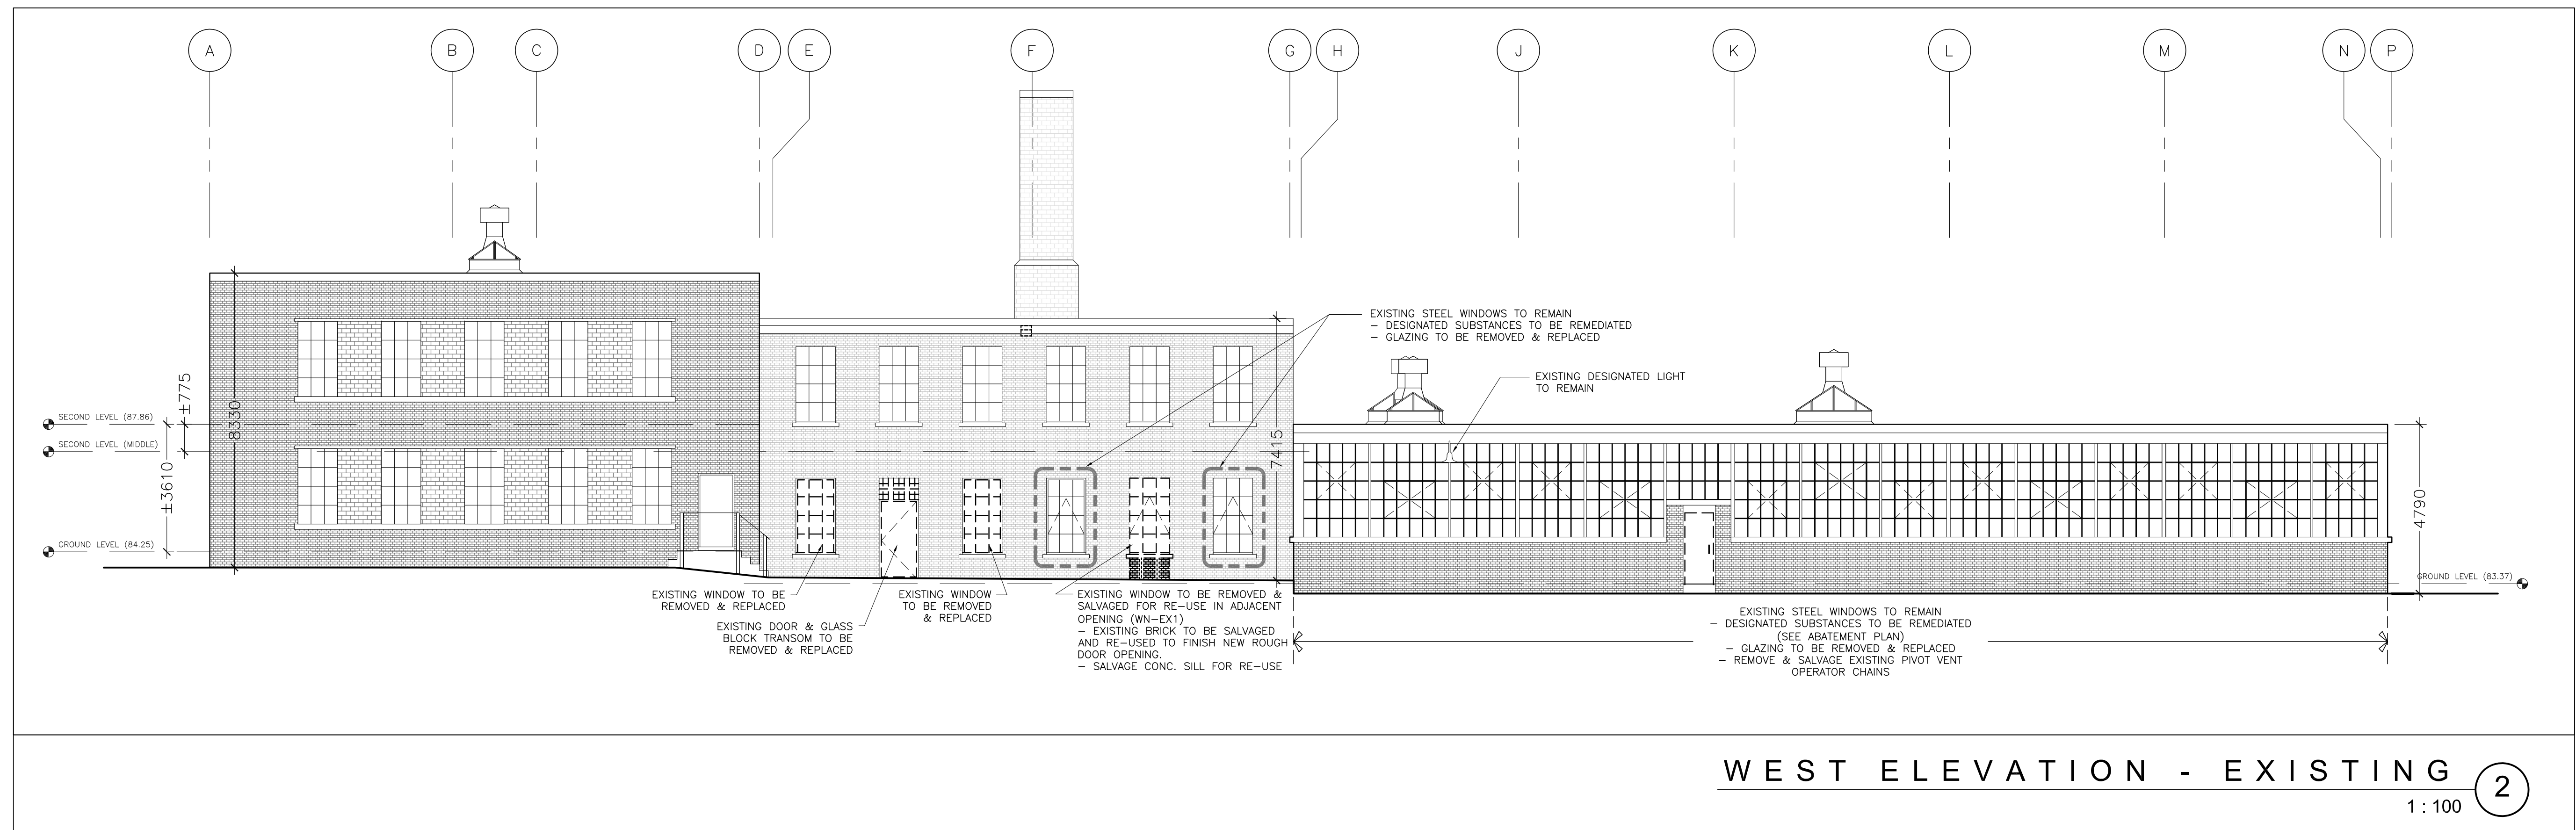 A
B
C
D
E
F
G
H
J
K
L
M
N
P
EXISTING STEEL WINDOWS TO REMAIN
– DESIGNATED SUBSTANCES TO BE REMEDIATED
– GLAZING TO BE REMOVED & REPLACED
EXISTING DESIGNATED LIGHT
TO REMAIN
±775
8330
SECOND LEVEL (87.86)
SECOND LEVEL (MIDDLE)
±3610
7415
4790
GROUND LEVEL (84.25)
GROUND LEVEL (83.37)
EXISTING WINDOW TO BE
REMOVED & REPLACED
EXISTING DOOR & GLASS
BLOCK TRANSOM TO BE
REMOVED & REPLACED
EXISTING WINDOW
TO BE REMOVED
& REPLACED
EXISTING WINDOW TO BE REMOVED &
SALVAGED FOR RE–USE IN ADJACENT
OPENING (WN–EX1)
– EXISTING BRICK TO BE SALVAGED
AND RE–USED TO FINISH NEW ROUGH
DOOR OPENING.
– SALVAGE CONC. SILL FOR RE–USE
EXISTING STEEL WINDOWS TO REMAIN
– DESIGNATED SUBSTANCES TO BE REMEDIATED
(SEE ABATEMENT PLAN)
– GLAZING TO BE REMOVED & REPLACED
– REMOVE & SALVAGE EXISTING PIVOT VENT
OPERATOR CHAINS
WEST ELEVATION - EXISTING
2
1 : 100